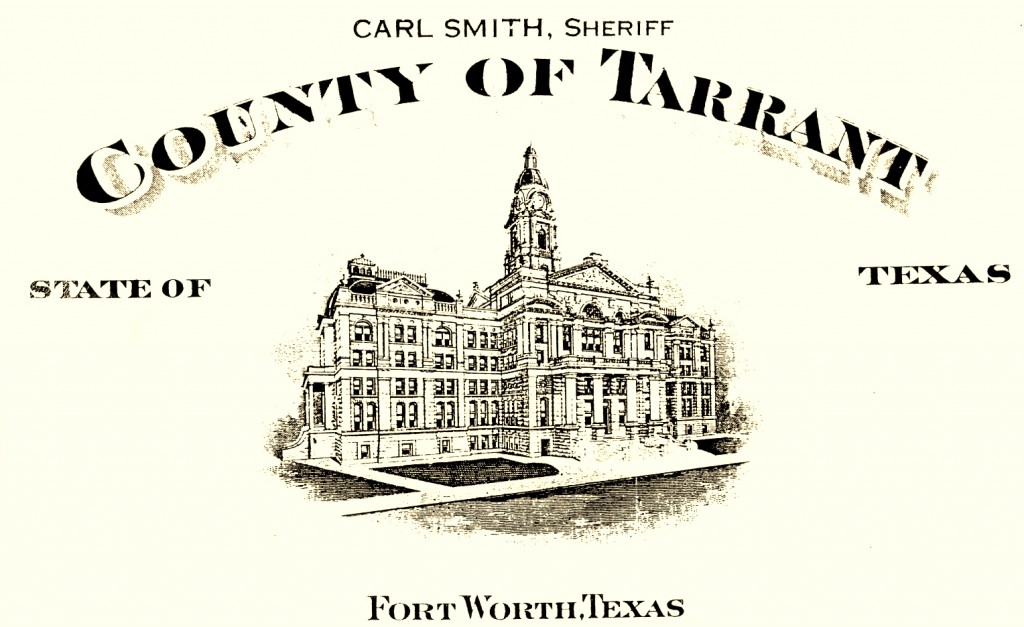 CARL SMITH, SHERIFF
COUNTY OF TARRANT
STATE OF TEXAS
FORT WORTH, TEXAS